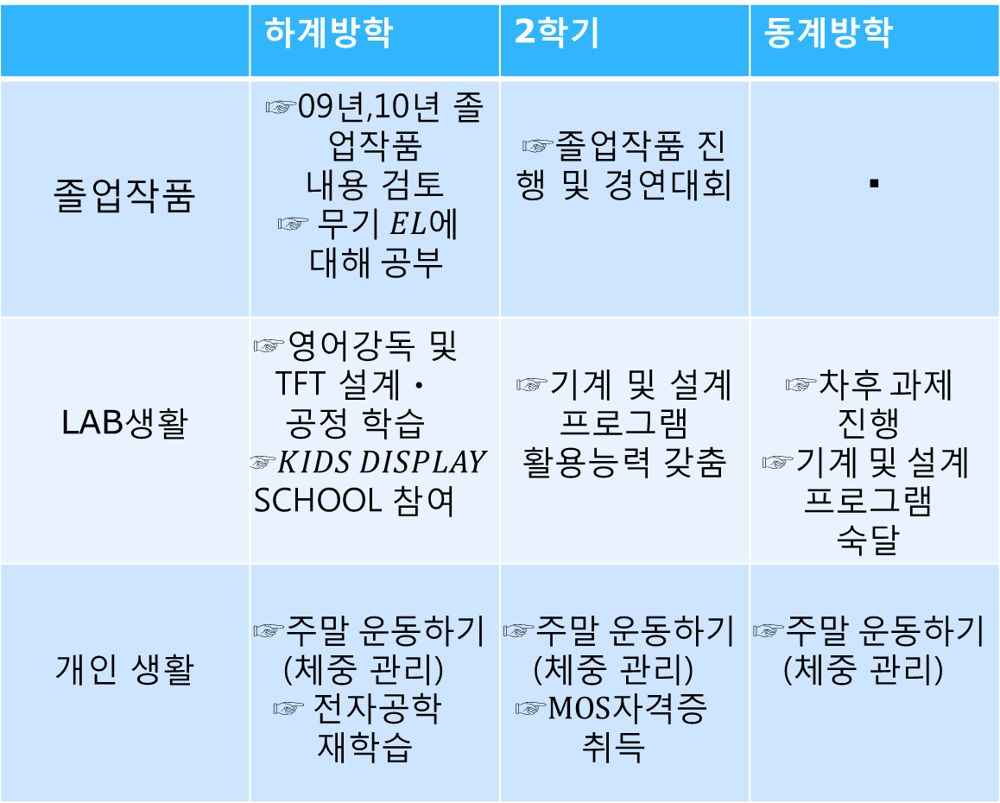 하계방학
2학기
동계방학
졸업작품
☞09년,10년 졸
업작품
내용 검토
☞ 무기 EL에
대해 공부
☞졸업작품 진
행 및 경연대회
▪
LAB생활
☞영어강독 및
TFT 설계·
공정 학습
☞KIDS DISPLAY
SCHOOL 참여
☞기계 및 설계
프로그램
활용능력 갖춤
☞차후 과제
진행
☞기계 및 설계
프로그램
숙달
개인 생활
☞주말 운동하기
(체중 관리)
☞ 전자공학
재학습
☞주말 운동하기
(체중 관리)
☞MOS자격증
취득
☞주말 운동하기
(체중 관리)